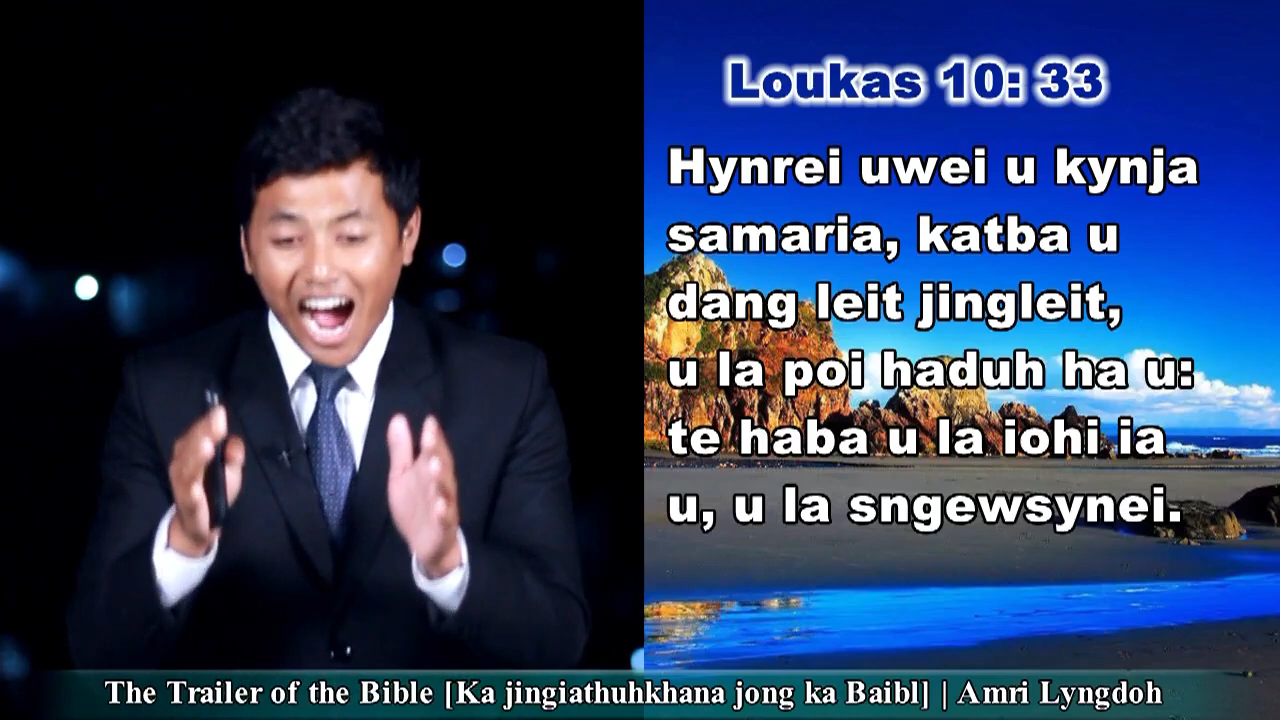 Loukas 10: 33
Hynrei uwei u kynja
samaria, katba u
dang leit jingleit,
u la poi haduh ha u:
te haba u la iohi ia
u, u la sngewsynei.
The Trailer of the Bible [Ka jingiathuhkhana jong ka Baibl] | Amri Lyngdoh